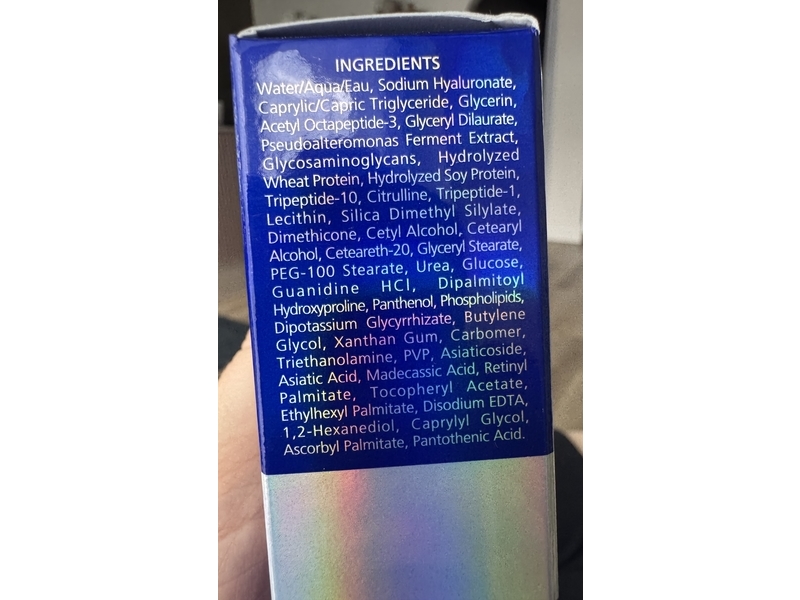 INGREDIENTS
Water/Aqua/Eau, Sodium Hyaluronate,
Caprylic/Capric Triglyceride, Glycerin,
Acetyl Octapeptide-3, Glyceryl Dilaurate,
Pseudoalteromonas Ferment Extract,
Glycosaminoglycans, Hydrolyzed
Wheat Protein, Hydrolyzed Soy Protein,
Tripeptide-10, Citrulline, Tripeptide-1,
Lecithin, Silica Dimethyl Silylate,
Dimethicone, Cetyl Alcohol, Cetearyl
Alcohol, Ceteareth-20, Glyceryl Stearate,
PEG-100 Stearate, Urea, Glucose,
Guanidine HCl, Dipalmitoyl
Hydroxyproline, Panthenol, Phospholipids,
Dipotassium Glycyrrhizate, Butylene
Glycol, Xanthan Gum, Carbomer,
Triethanolamine, PVP, Asiaticoside,
Asiatic Acid, Madecassic Acid, Retinyl
Palmitate, Tocopheryl Acetate,
Ethylhexyl Palmitate, Disodium EDTA,
1,2-Hexanediol, Caprylyl Glycol,
Ascorbyl Palmitate, Pantothenic Acid.